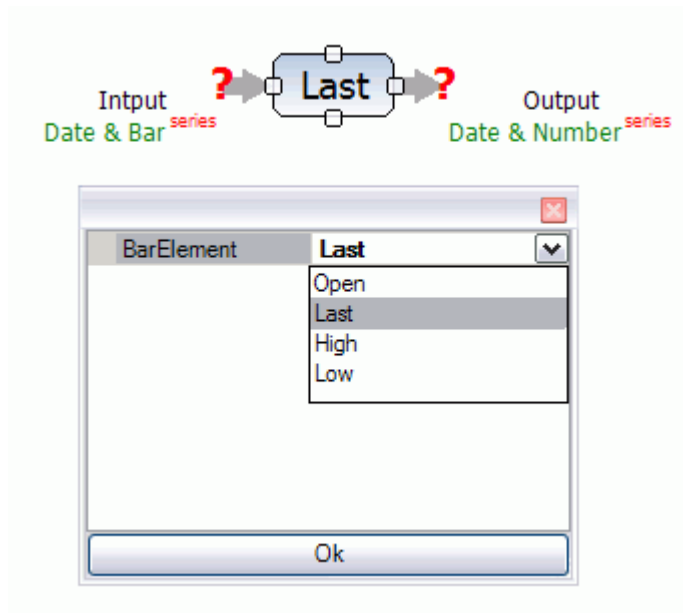 ? Last ?
Intput Output
Date & Bar series Date & Number series
BarElement Last
Open
Last
High
Low
Ok